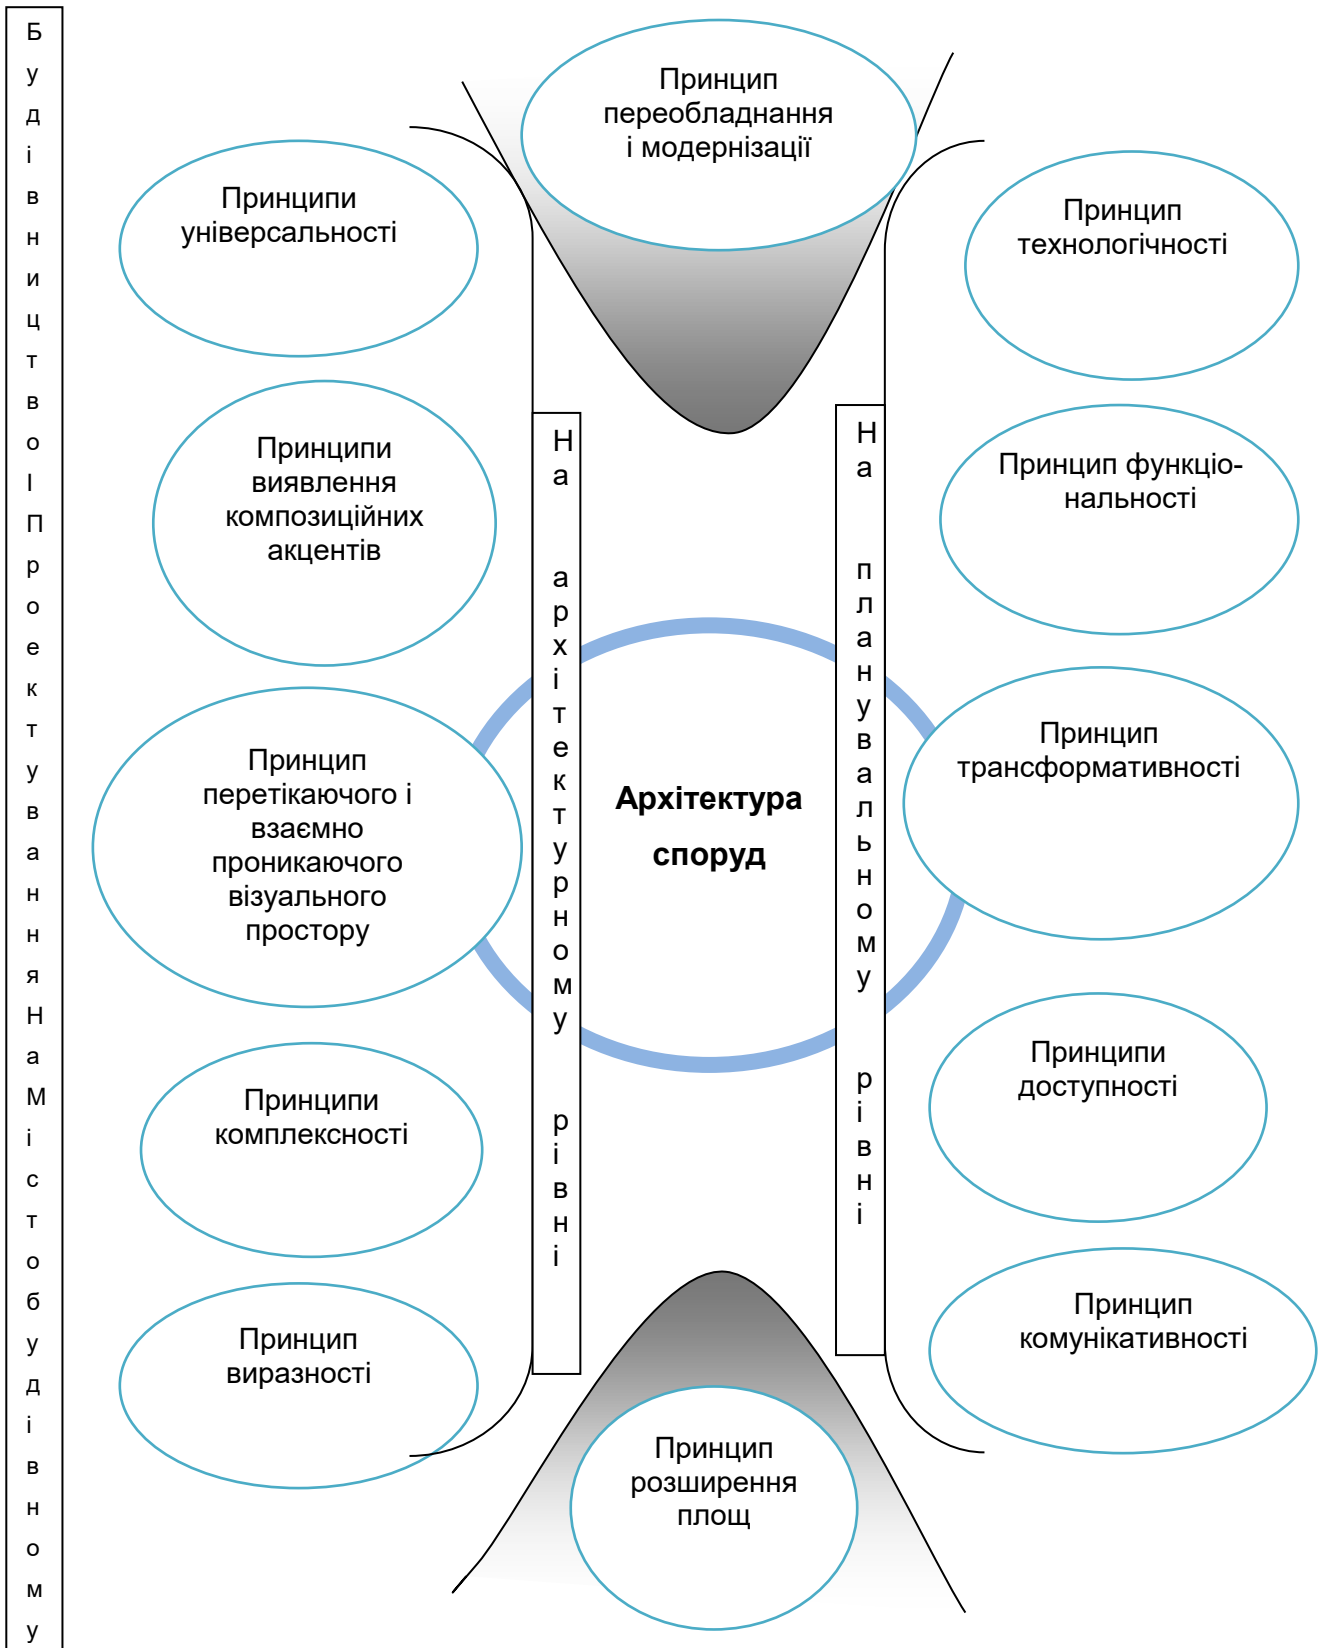 Будівництво І Проектування На Містобудівному
Принцип
переобладнання
і модернізації
Принципи
універсальності
Принципи
виявлення
композиційних
акцентів
Принцип
перетікаючого і
взаємно
проникаючого
візуального
простору
Принципи
комплексності
Принцип
виразності
На архітектурному рівні
Архітектура
споруд
На планувальному рівні
Принцип
технологічності
Принцип функціо-
нальності
Принцип
трансформативності
Принципи
доступності
Принцип
комунікативності
Принцип
розширення
площ